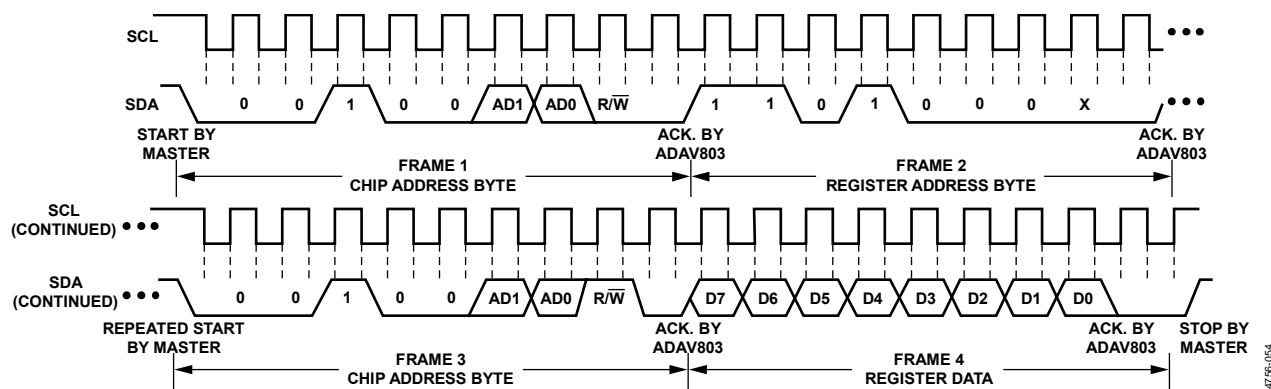 SCL
SDA 0 0 1 0 0 AD1 AD0 R/W̅ 1 1 0 1 0 0 0 X
START BY MASTER
ACK. BY ADAV803
ACK. BY ADAV803
FRAME 1
CHIP ADDRESS BYTE
FRAME 2
REGISTER ADDRESS BYTE
SCL
(CONTINUED)
SDA
(CONTINUED)
0 0 1 0 0 AD1 AD0 R/W̅ D7 D6 D5 D4 D3 D2 D1 D0
REPEATED START
BY MASTER
ACK. BY
ADAV803
ACK. BY
ADAV803
STOP BY
MASTER
FRAME 3
CHIP ADDRESS BYTE
FRAME 4
REGISTER DATA